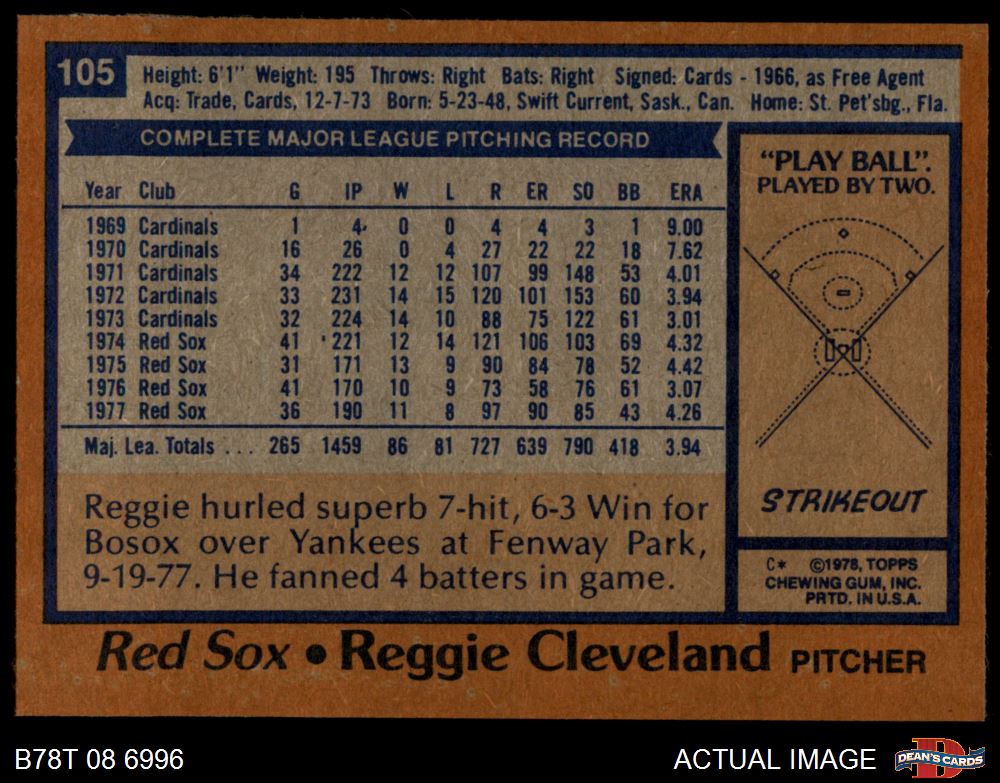 105
Height: 6'1" Weight: 195 Throws: Right Bats: Right Signed: Cards - 1966, as Free Agent
Acq: Trade, Cards, 12-7-73 Born: 5-23-48, Swift Current, Sask., Can. Home: St. Pet'sbg., Fla.
COMPLETE MAJOR LEAGUE PITCHING RECORD
Year Club G IP W L R ER SO BB ERA
1969 Cardinals 1 4 0 0 4 4 3 1 9.00
1970 Cardinals 16 26 0 4 27 22 22 18 7.62
1971 Cardinals 34 222 12 12 107 99 148 53 4.01
1972 Cardinals 33 231 14 15 120 101 153 60 3.94
1973 Cardinals 32 224 14 10 88 75 122 61 3.01
1974 Red Sox 41 221 12 14 121 106 103 69 4.32
1975 Red Sox 31 171 13 9 90 84 78 52 4.42
1976 Red Sox 41 170 10 9 73 58 76 61 3.07
1977 Red Sox 36 190 11 8 97 90 85 43 4.26
Maj. Lea. Totals ... 265 1459 86 81 727 639 790 418 3.94
Reggie hurled superb 7-hit, 6-3 Win for
Bosox over Yankees at Fenway Park,
9-19-77. He fanned 4 batters in game.
"PLAY BALL".
PLAYED BY TWO.
STRIKEOUT
C* ©1978, TOPPS
CHEWING GUM, INC.
PRTD. IN U.S.A.
Red Sox • Reggie Cleveland PITCHER
B78T 08 6996
ACTUAL IMAGE
D
DEAN'S CARDS